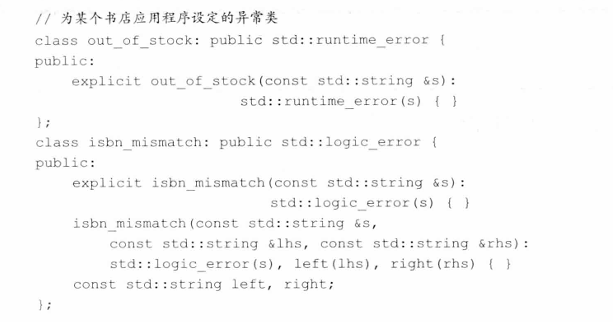 // 为某个书店应用程序设定的异常类
class out_of_stock: public std::runtime_error {
public:
explicit out_of_stock(const std::string &s):
std::runtime_error(s) { }
};
class isbn_mismatch: public std::logic_error {
public:
explicit isbn_mismatch(const std::string &s):
std::logic_error(s) { }
isbn_mismatch(const std::string &s,
const std::string &lhs, const std::string &rhs):
std::logic_error(s), left(lhs), right(rhs) { }
const std::string left, right;
};